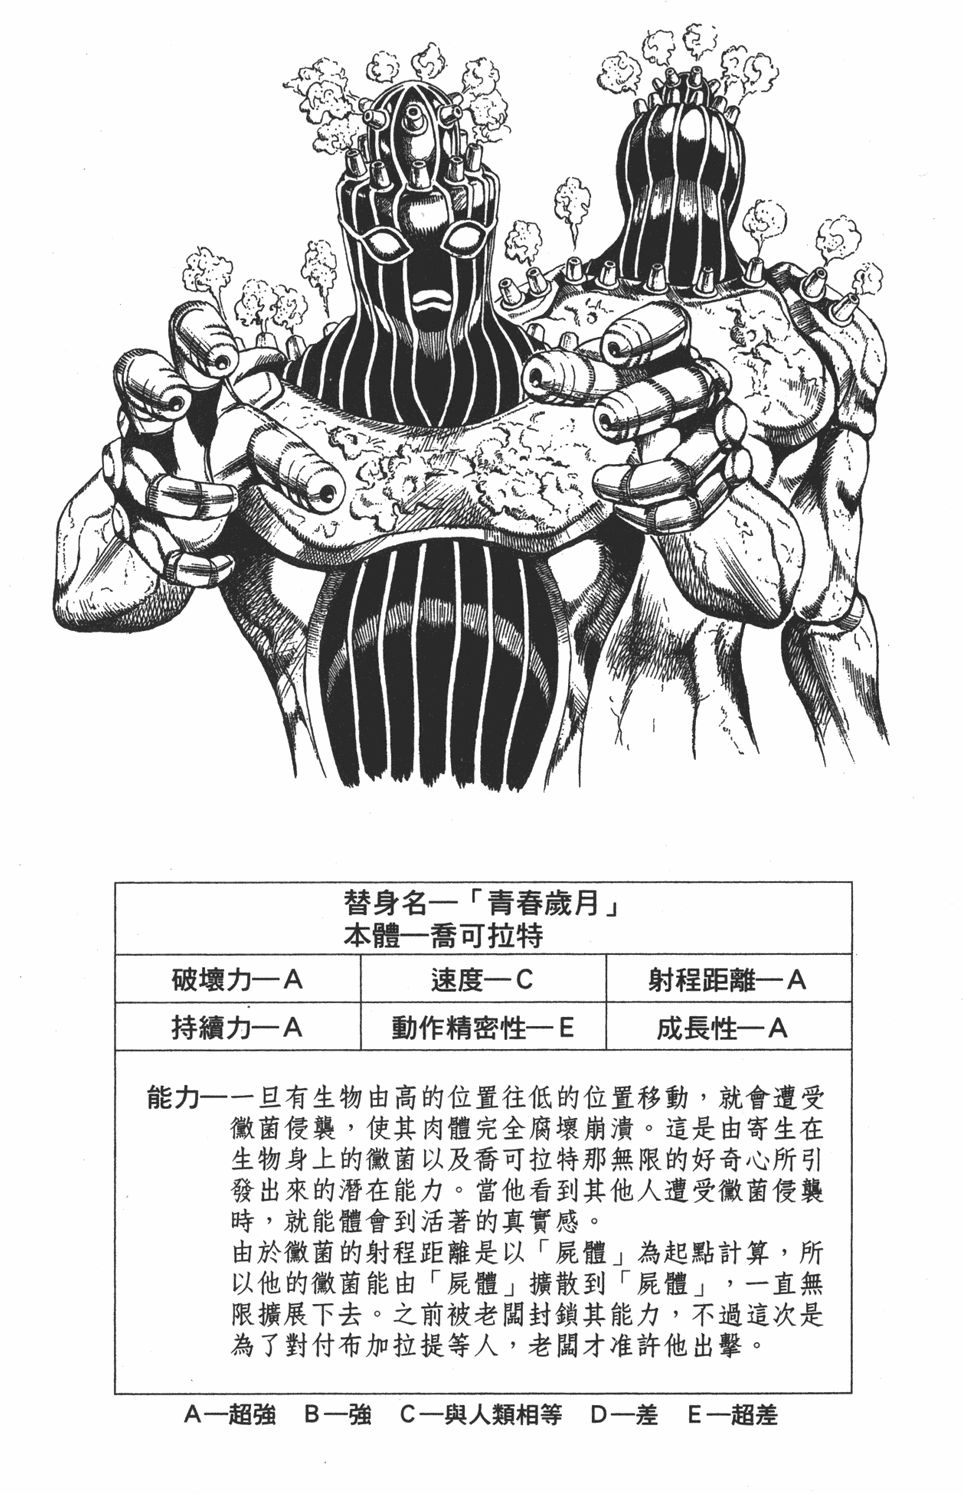 替身名—「青春歲月」
本體—喬可拉特
破壞力—A 速度—C 射程距離—A
持續力—A 動作精密性—E 成長性—A
能力—一旦有生物由高的位置往低的位置移動，就會遭受
黴菌侵襲，使其肉體完全腐壞崩潰。這是由寄生在
生物身上的黴菌以及喬可拉特那無限的好奇心所引
發出來的潛在能力。當他看到其他人遭受黴菌侵襲
時，就能體會到活著的真實感。
由於黴菌的射程距離是以「屍體」為起點計算，所
以他的黴菌能由「屍體」擴散到「屍體」，一直無
限擴展下去。之前被老闆封鎖其能力，不過這次是
為了對付布加拉提等人，老闆才准許他出擊。
A—超強 B—強 C—與人類相等 D—差 E—超差